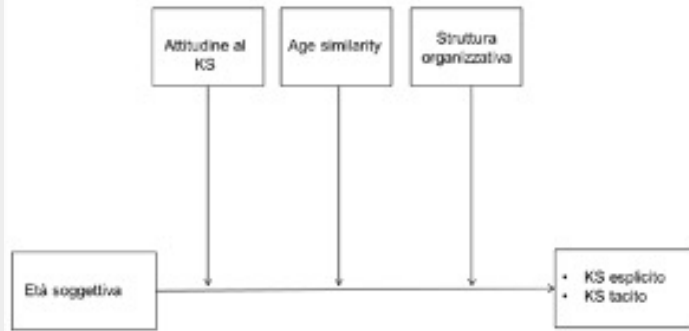 Attitudine al
KS
Age similarity
Struttura
organizzativa
Età soggettiva
• KS esplicito
• KS tacito